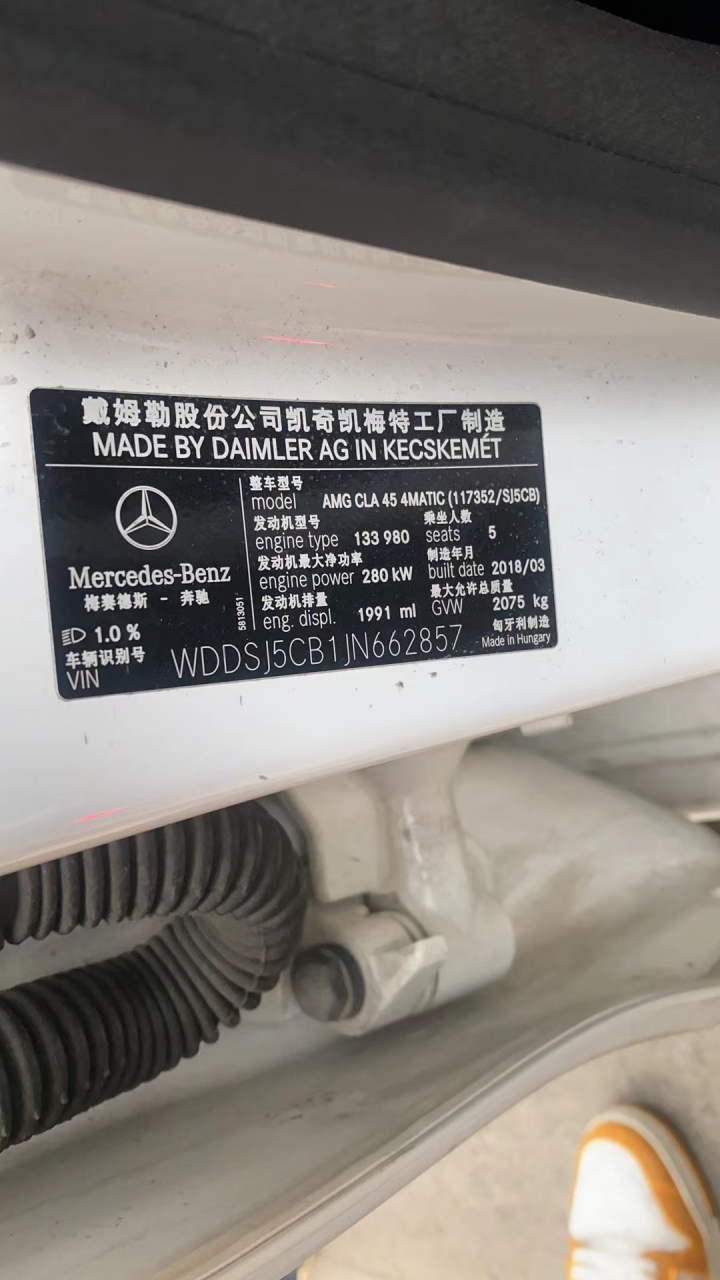 戴姆勒股份公司凯奇凯梅特工厂制造
MADE BY DAIMLER AG IN KECSKEMÉT
Mercedes-Benz
梅赛德斯 - 奔驰
整车型号
model AMG CLA 45 4MATIC (117352/SJ5CB)
发动机型号 乘坐人数
engine type 133 980 seats 5
发动机最大净功率 制造年月
engine power 280 kW built date 2018/03
发动机排量 最大允许总质量
eng. displ. 1991 ml GVW 2075 kg
5813051
1.0 %
匈牙利制造
Made in Hungary
车辆识别号
VIN WDDSJ5CB1JN662857